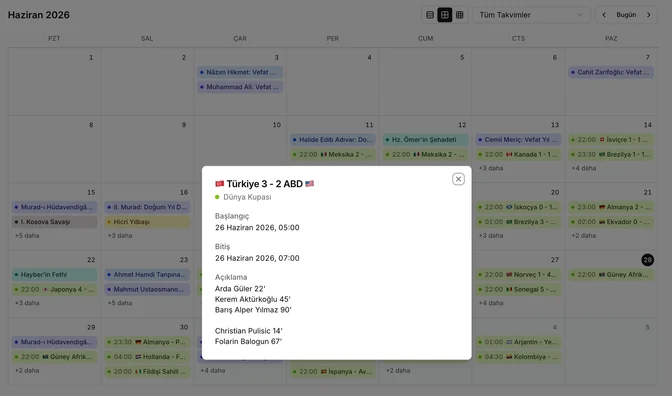 Haziran 2026
Tüm Takvimler
Bugün
PZT SAL ÇAR PER CUM CTS PAZ
1 2 3 4 5 6 7
Nâzım Hikmet: Vefat ...
Cahit Zarifoğlu: Vefat ...
Muhammad Ali: Vefat ...
8 9 10 11 12 13 14
Halide Edib Adıvar: Do...
Hz. Ömer'in Şehadeti
Cemil Meriç: Vefat Yıl ...
22:00 İsviçre 1 - 1...
22:00 Meksika 2 - ...
22:00 Meksika 2 - ...
22:00 Kanada 1 - 1...
23:30 Brezilya 1 - 1...
+3 daha
+4 daha
15 16 20 21
Murad-ı Hüdavendigâ...
II. Murad: Doğum Yıl D...
22:00 İskoçya 0 - 1...
23:00 Almanya 2 - ...
I. Kosova Savaşı
Hicri Yılbaşı
01:00 Brezilya 3 - ...
02:00 Ekvador 0 - ...
+5 daha
+3 daha
+3 daha
+2 daha
22 23 27 28
Hayber'in Fethi
Ahmet Hamdi Tanpına...
22:00 Norveç 1 - 4...
22:00 Güney Afrik...
22:00 Japonya 4 - ...
Mahmut Ustaosmano...
22:00 Senegal 5 - ...
+3 daha
+3 daha
+4 daha
29 30 4 5
Murad-ı Hüdavendigâ...
23:30 Almanya - P...
01:00 Arjantin - Ye...
22:00 Güney Afrik...
04:00 Hollanda - F...
04:30 Kolombiya - ...
+2 daha
20:00 Fildişi Sahili ...
+4 daha
22:00 İspanya - Av...
+2 daha
Türkiye 3 - 2 ABD
Dünya Kupası
Başlangıç
26 Haziran 2026, 05:00
Bitiş
26 Haziran 2026, 07:00
Açıklama
Arda Güler 22'
Kerem Aktürkoğlu 45'
Barış Alper Yılmaz 90'
Christian Pulisic 14'
Folarin Balogun 67'